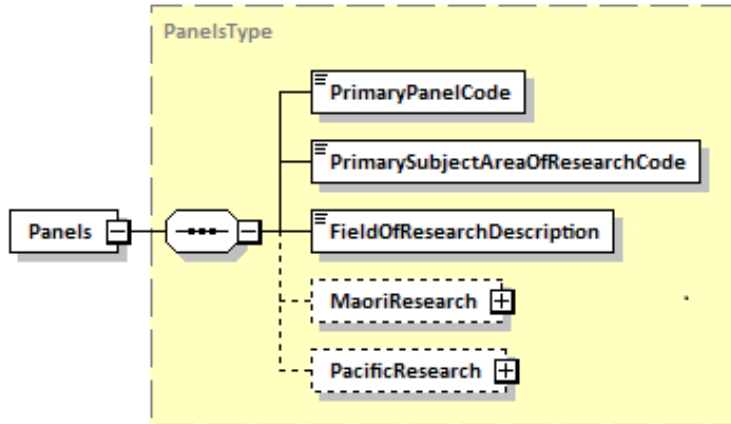 PanelsType
PrimaryPanelCode
PrimarySubjectAreaOfResearchCode
Panels
FieldOfResearchDescription
MaoriResearch
PacificResearch